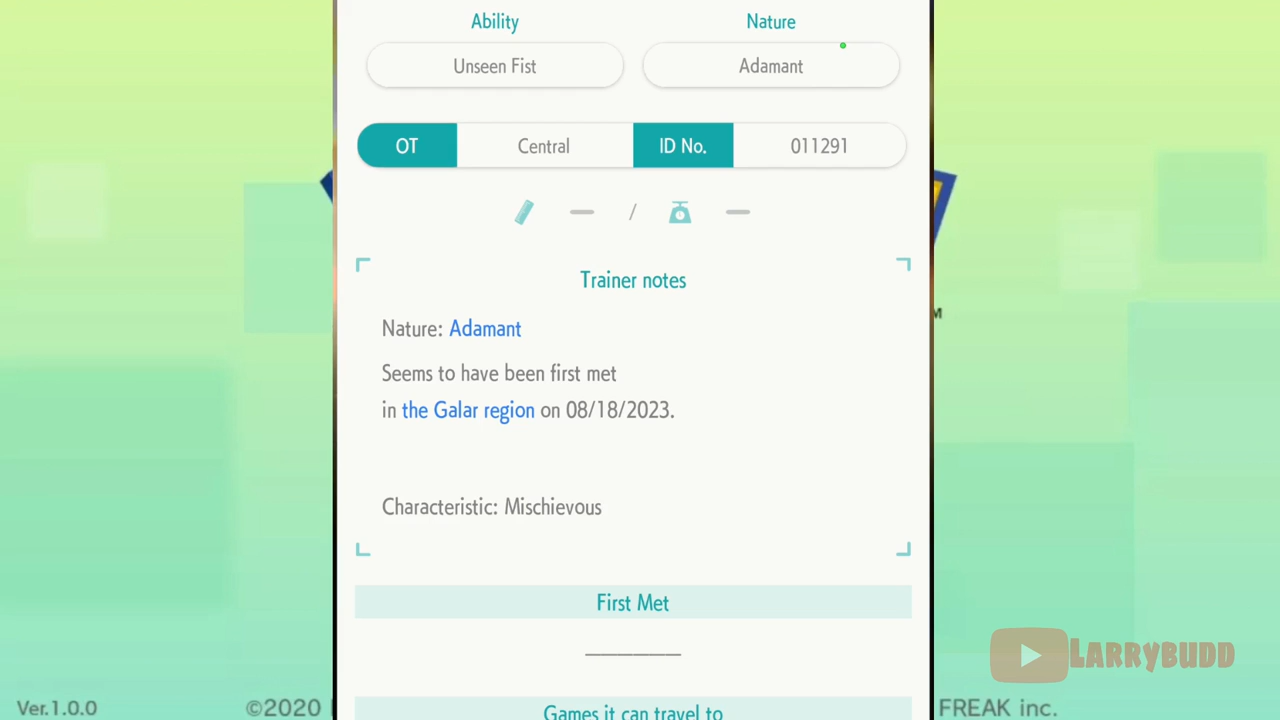 Ability
Nature
Unseen Fist
Adamant
OT
Central
ID No.
011291
/
Trainer notes
Nature: Adamant
Seems to have been first met
in the Galar region on 08/18/2023.
Characteristic: Mischievous
First Met
Games it can travel to
LARRYBUDD
Ver.1.0.0
©2020
FREAK inc.